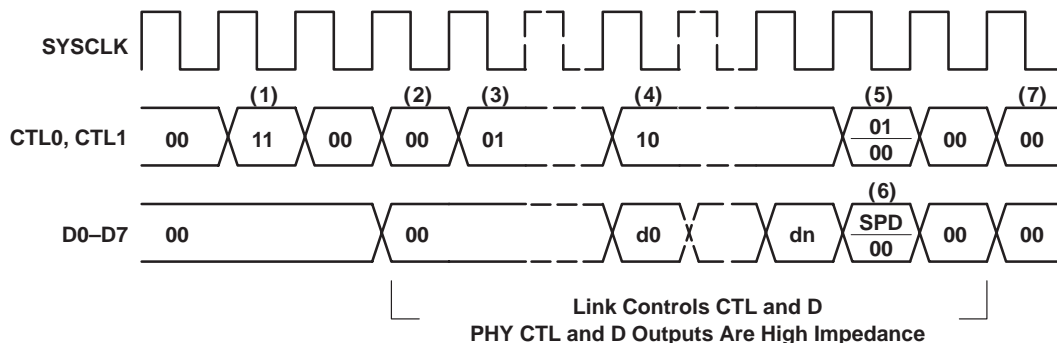 SYSCLK
(1) (2) (3) (4) (5) (7)
CTL0, CTL1 00 11 00 00 01 10 01 00 00 00
(6)
D0–D7 00 00 d0 dn SPD 00 00 00
Link Controls CTL and D
PHY CTL and D Outputs Are High Impedance